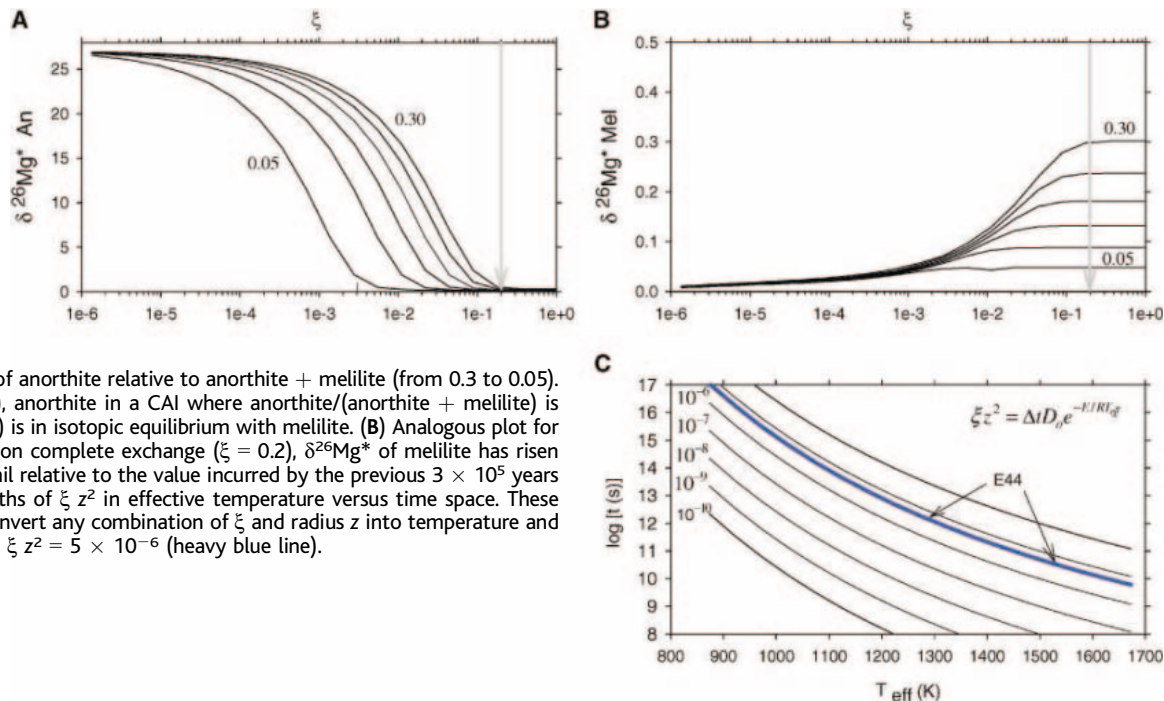 A
ξ
δ ²⁶Mg* An
25
20
15
10
5
0
0.30
0.05
1e-6 1e-5 1e-4 1e-3 1e-2 1e-1 1e+0
B
ξ
δ ²⁶Mg* Mel
0.5
0.4
0.3
0.2
0.1
0.0
0.30
0.05
1e-6 1e-5 1e-4 1e-3 1e-2 1e-1 1e+0
of anorthite relative to anorthite + melilite (from 0.3 to 0.05).
), anorthite in a CAI where anorthite/(anorthite + melilite) is
) is in isotopic equilibrium with melilite. (B) Analogous plot for
on complete exchange (ξ = 0.2), δ²⁶Mg* of melilite has risen
il relative to the value incurred by the previous 3 × 10⁵ years
ths of ξ z² in effective temperature versus time space. These
nvert any combination of ξ and radius z into temperature and
ξ z² = 5 × 10⁻⁶ (heavy blue line).
C
log [t (s)]
17
16
15
14
13
12
11
10
9
8
10⁻⁶
10⁻⁷
10⁻⁸
10⁻⁹
10⁻¹⁰
ξz² = ΔtD₀e^(-E/RT_eff)
E44
800 900 1000 1100 1200 1300 1400 1500 1600 1700
T eff (K)